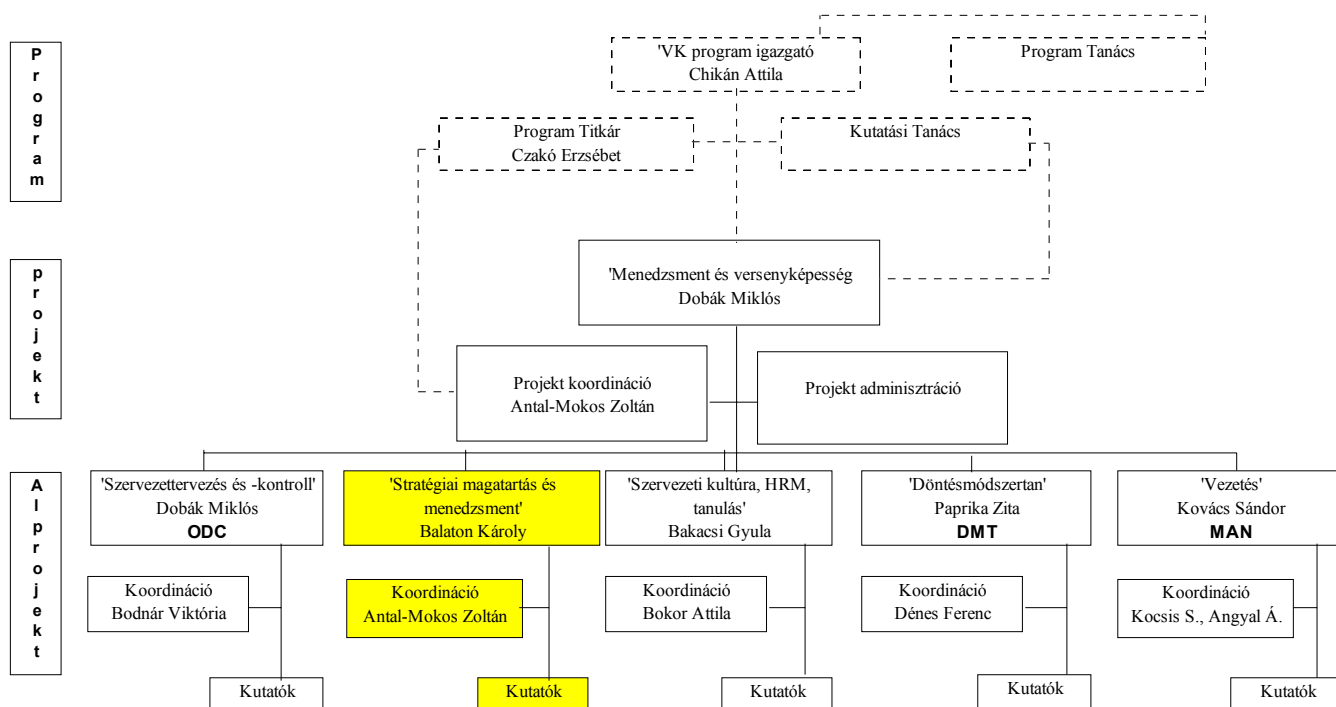 Program
'VK program igazgató
Chikán Attila
Program Tanács
Program Titkár
Czakó Erzsébet
Kutatási Tanács
projekt
'Menedzsment és versenyképesség
Dobák Miklós
Projekt koordináció
Antal-Mokos Zoltán
Projekt adminisztráció
Alprojekt
'Szervezettervezés és -kontroll'
Dobák Miklós
ODC
'Stratégiai magatartás és
menedzsment'
Balaton Károly
'Szervezeti kultúra, HRM,
tanulás'
Bakacsi Gyula
'Döntésmódszertan'
Paprika Zita
DMT
'Vezetés'
Kovács Sándor
MAN
Koordináció
Bodnár Viktória
Koordináció
Antal-Mokos Zoltán
Koordináció
Bokor Attila
Koordináció
Dénes Ferenc
Koordináció
Kocsis S., Angyal Á.
Kutatók
Kutatók
Kutatók
Kutatók
Kutatók